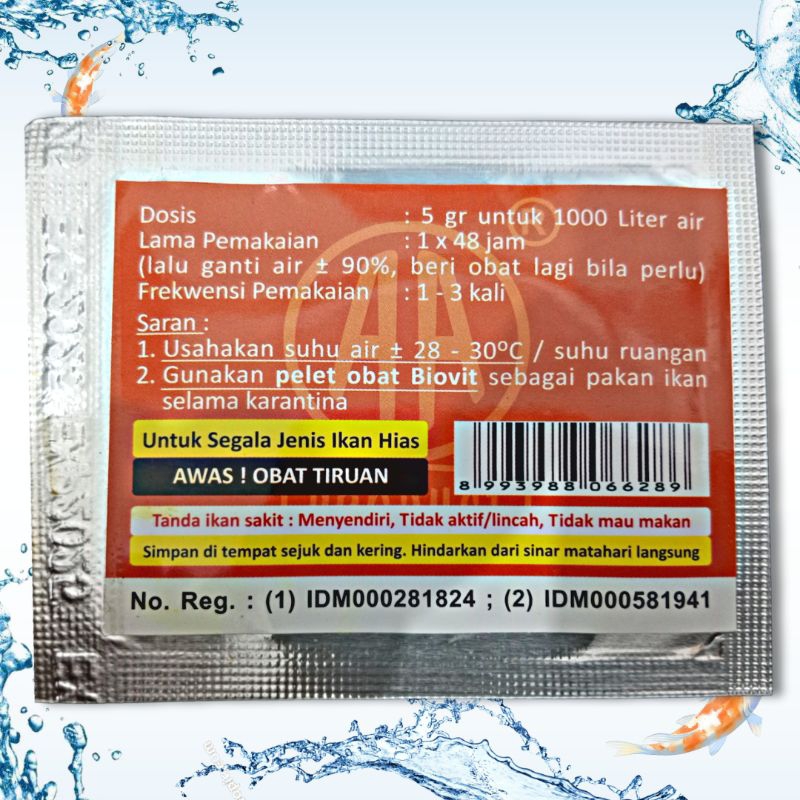 Dosis : 5 gr untuk 1000 Liter air
Lama Pemakaian : 1 x 48 jam
(lalu ganti air ± 90%, beri obat lagi bila perlu)
Frekwensi Pemakaian : 1 - 3 kali
Saran :
1. Usahakan suhu air ± 28 - 30°C / suhu ruangan
2. Gunakan pelet obat Biovit sebagai pakan ikan
selama karantina
Untuk Segala Jenis Ikan Hias
AWAS ! OBAT TIRUAN
8 993988 066289
Tanda ikan sakit : Menyendiri, Tidak aktif/lincah, Tidak mau makan
Simpan di tempat sejuk dan kering. Hindarkan dari sinar matahari langsung
No. Reg. : (1) IDM000281824 ; (2) IDM000581941